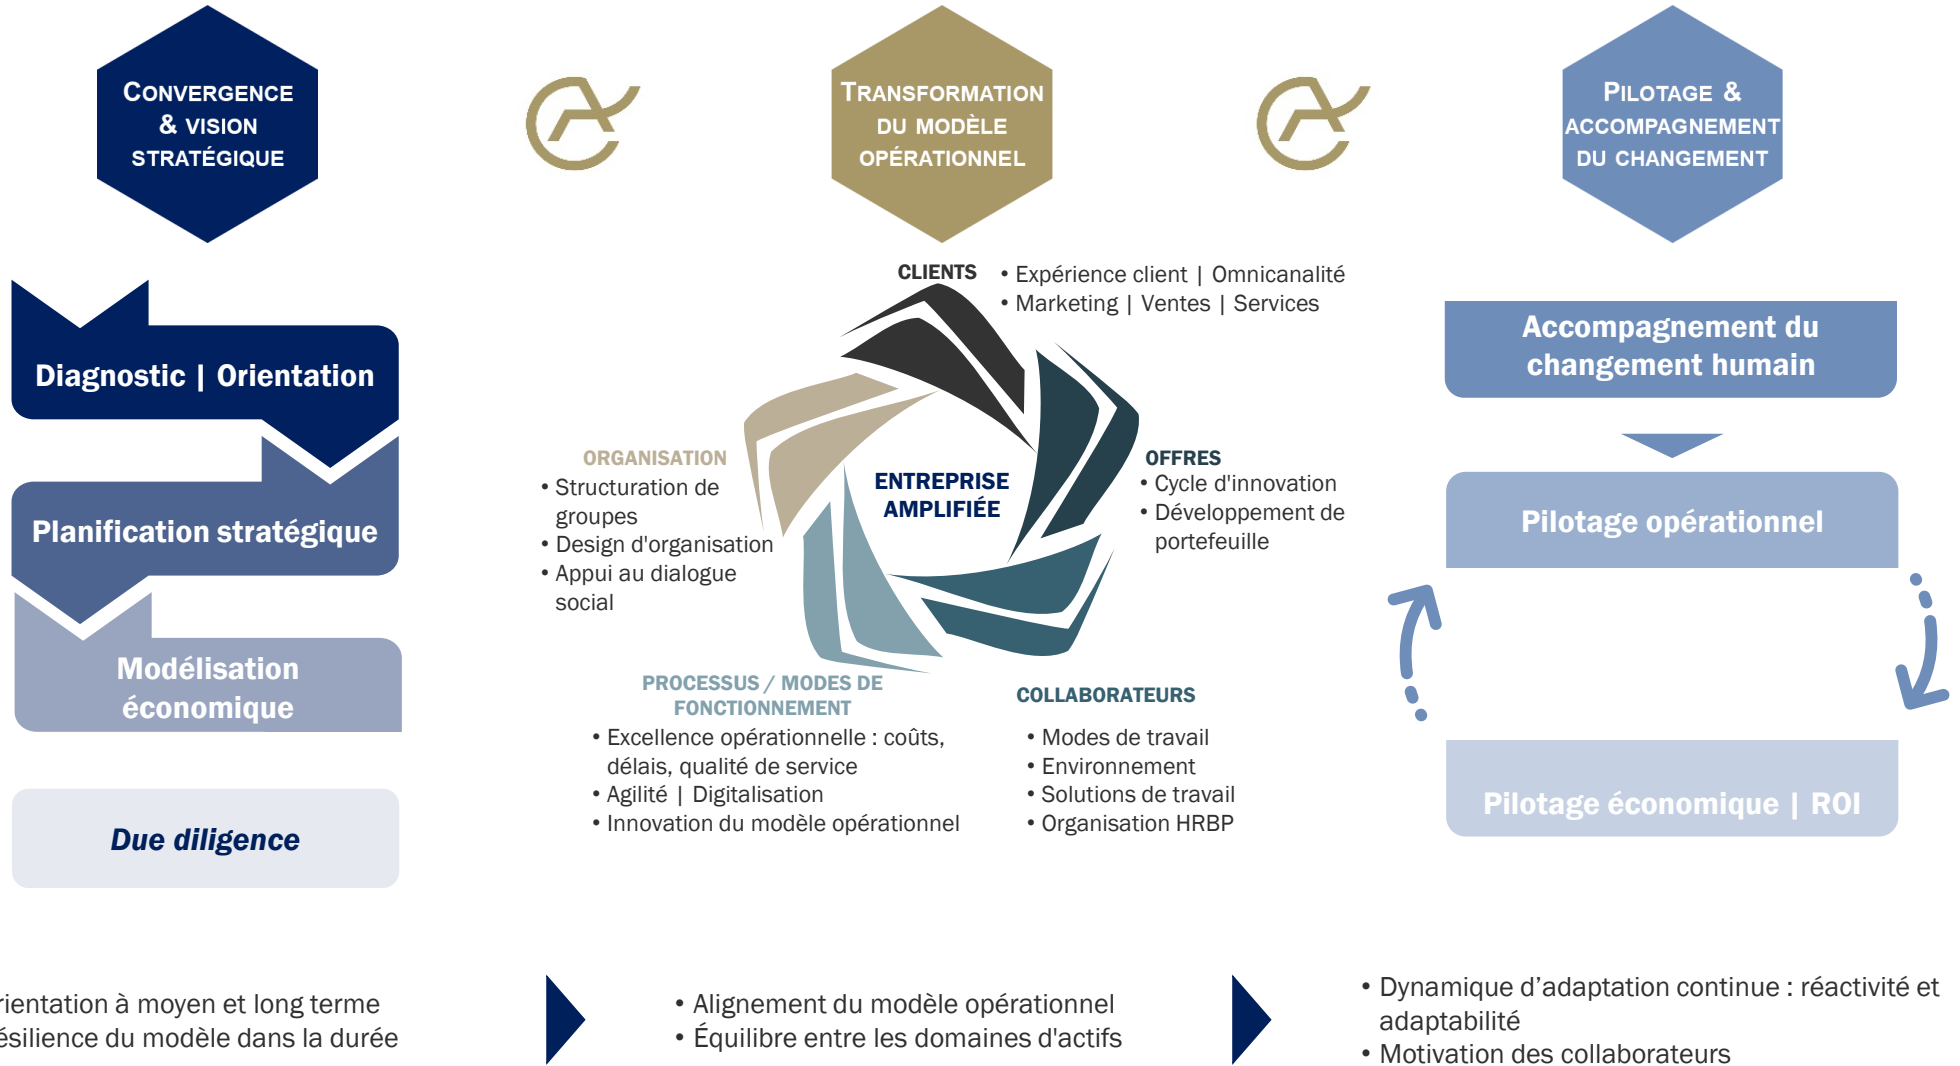 CONVERGENCE
& VISION
STRATÉGIQUE
TRANSFORMATION
DU MODÈLE
OPÉRATIONNEL
PILOTAGE &
ACCOMPAGNEMENT
DU CHANGEMENT
Diagnostic | Orientation
Planification stratégique
Modélisation
économique
Due diligence
CLIENTS
• Expérience client | Omnicanalité
• Marketing | Ventes | Services
ORGANISATION
• Structuration de
groupes
• Design d'organisation
• Appui au dialogue
social
ENTREPRISE
AMPLIFIÉE
OFFRES
• Cycle d'innovation
• Développement de
portefeuille
PROCESSUS / MODES DE
FONCTIONNEMENT
• Excellence opérationnelle : coûts,
délais, qualité de service
• Agilité | Digitalisation
• Innovation du modèle opérationnel
COLLABORATEURS
• Modes de travail
• Environnement
• Solutions de travail
• Organisation HRBP
Accompagnement du
changement humain
Pilotage opérationnel
Pilotage économique | ROI
rientation à moyen et long terme
ésilience du modèle dans la durée
• Alignement du modèle opérationnel
• Équilibre entre les domaines d'actifs
• Dynamique d’adaptation continue : réactivité et
adaptabilité
• Motivation des collaborateurs